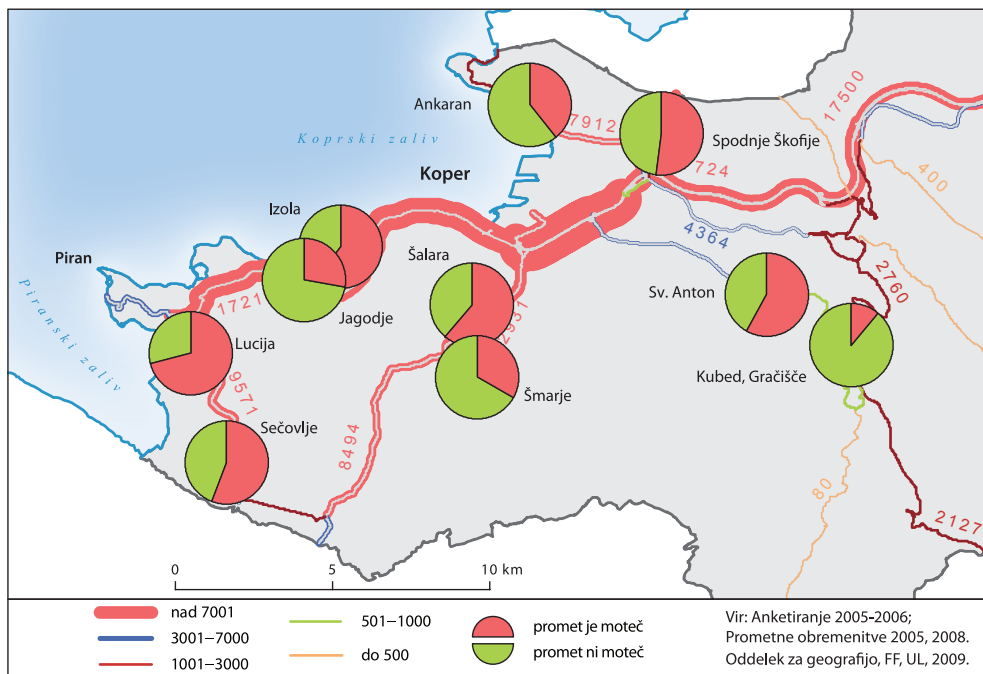 Ankaran
7912
17500
Spodnje Škofije
724
400
Koprski zaliv
Koper
Izola
4364
Šalara
Piran
2760
Sv. Anton
1721
2931
Piranski zaliv
Jagodje
Lucija
Kubed, Gračišče
Šmarje
9571
Sečovlje
8494
80
2127
0 5 10 km
nad 7001
3001–7000
1001–3000
501–1000
do 500
promet je moteč
promet ni moteč
Vir: Anketiranje 2005-2006;
Prometne obremenitve 2005, 2008.
Oddelek za geografijo, FF, UL, 2009.